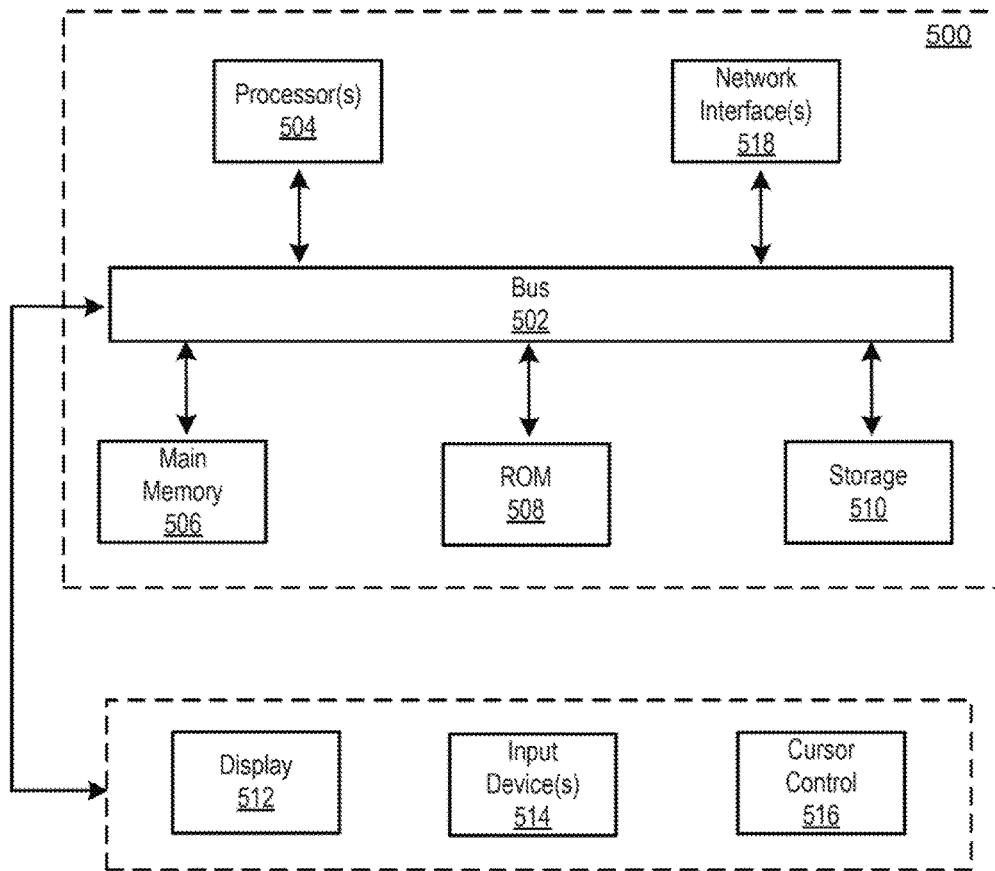 500
Processor(s)
504
Network
Interface(s)
518
Bus
502
Main
Memory
506
ROM
508
Storage
510
Display
512
Input
Device(s)
514
Cursor
Control
516